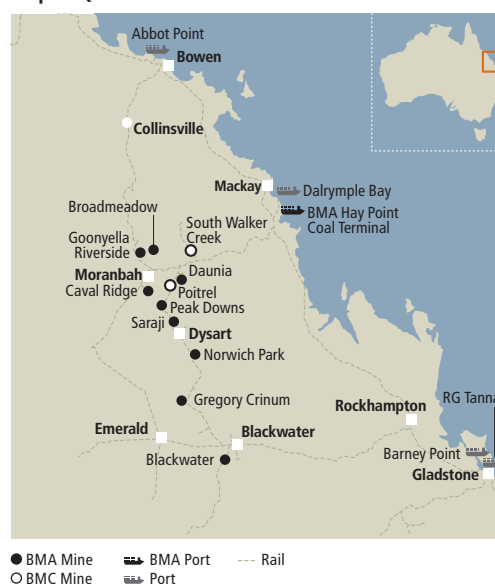 Abbot Point
Bowen
Collinsville
Mackay
Dalrymple Bay
BMA Hay Point
Coal Terminal
Broadmeadow
South Walker
Creek
Goonyella
Riverside
Moranbah
Daunia
Caval Ridge
Poitrel
Peak Downs
Saraji
Dysart
Norwich Park
Gregory Crinum
Rockhampton
RG Tanna
Emerald
Blackwater
Blackwater
Barney Point
Gladstone
BMA Mine
BMA Port
Rail
BMC Mine
Port